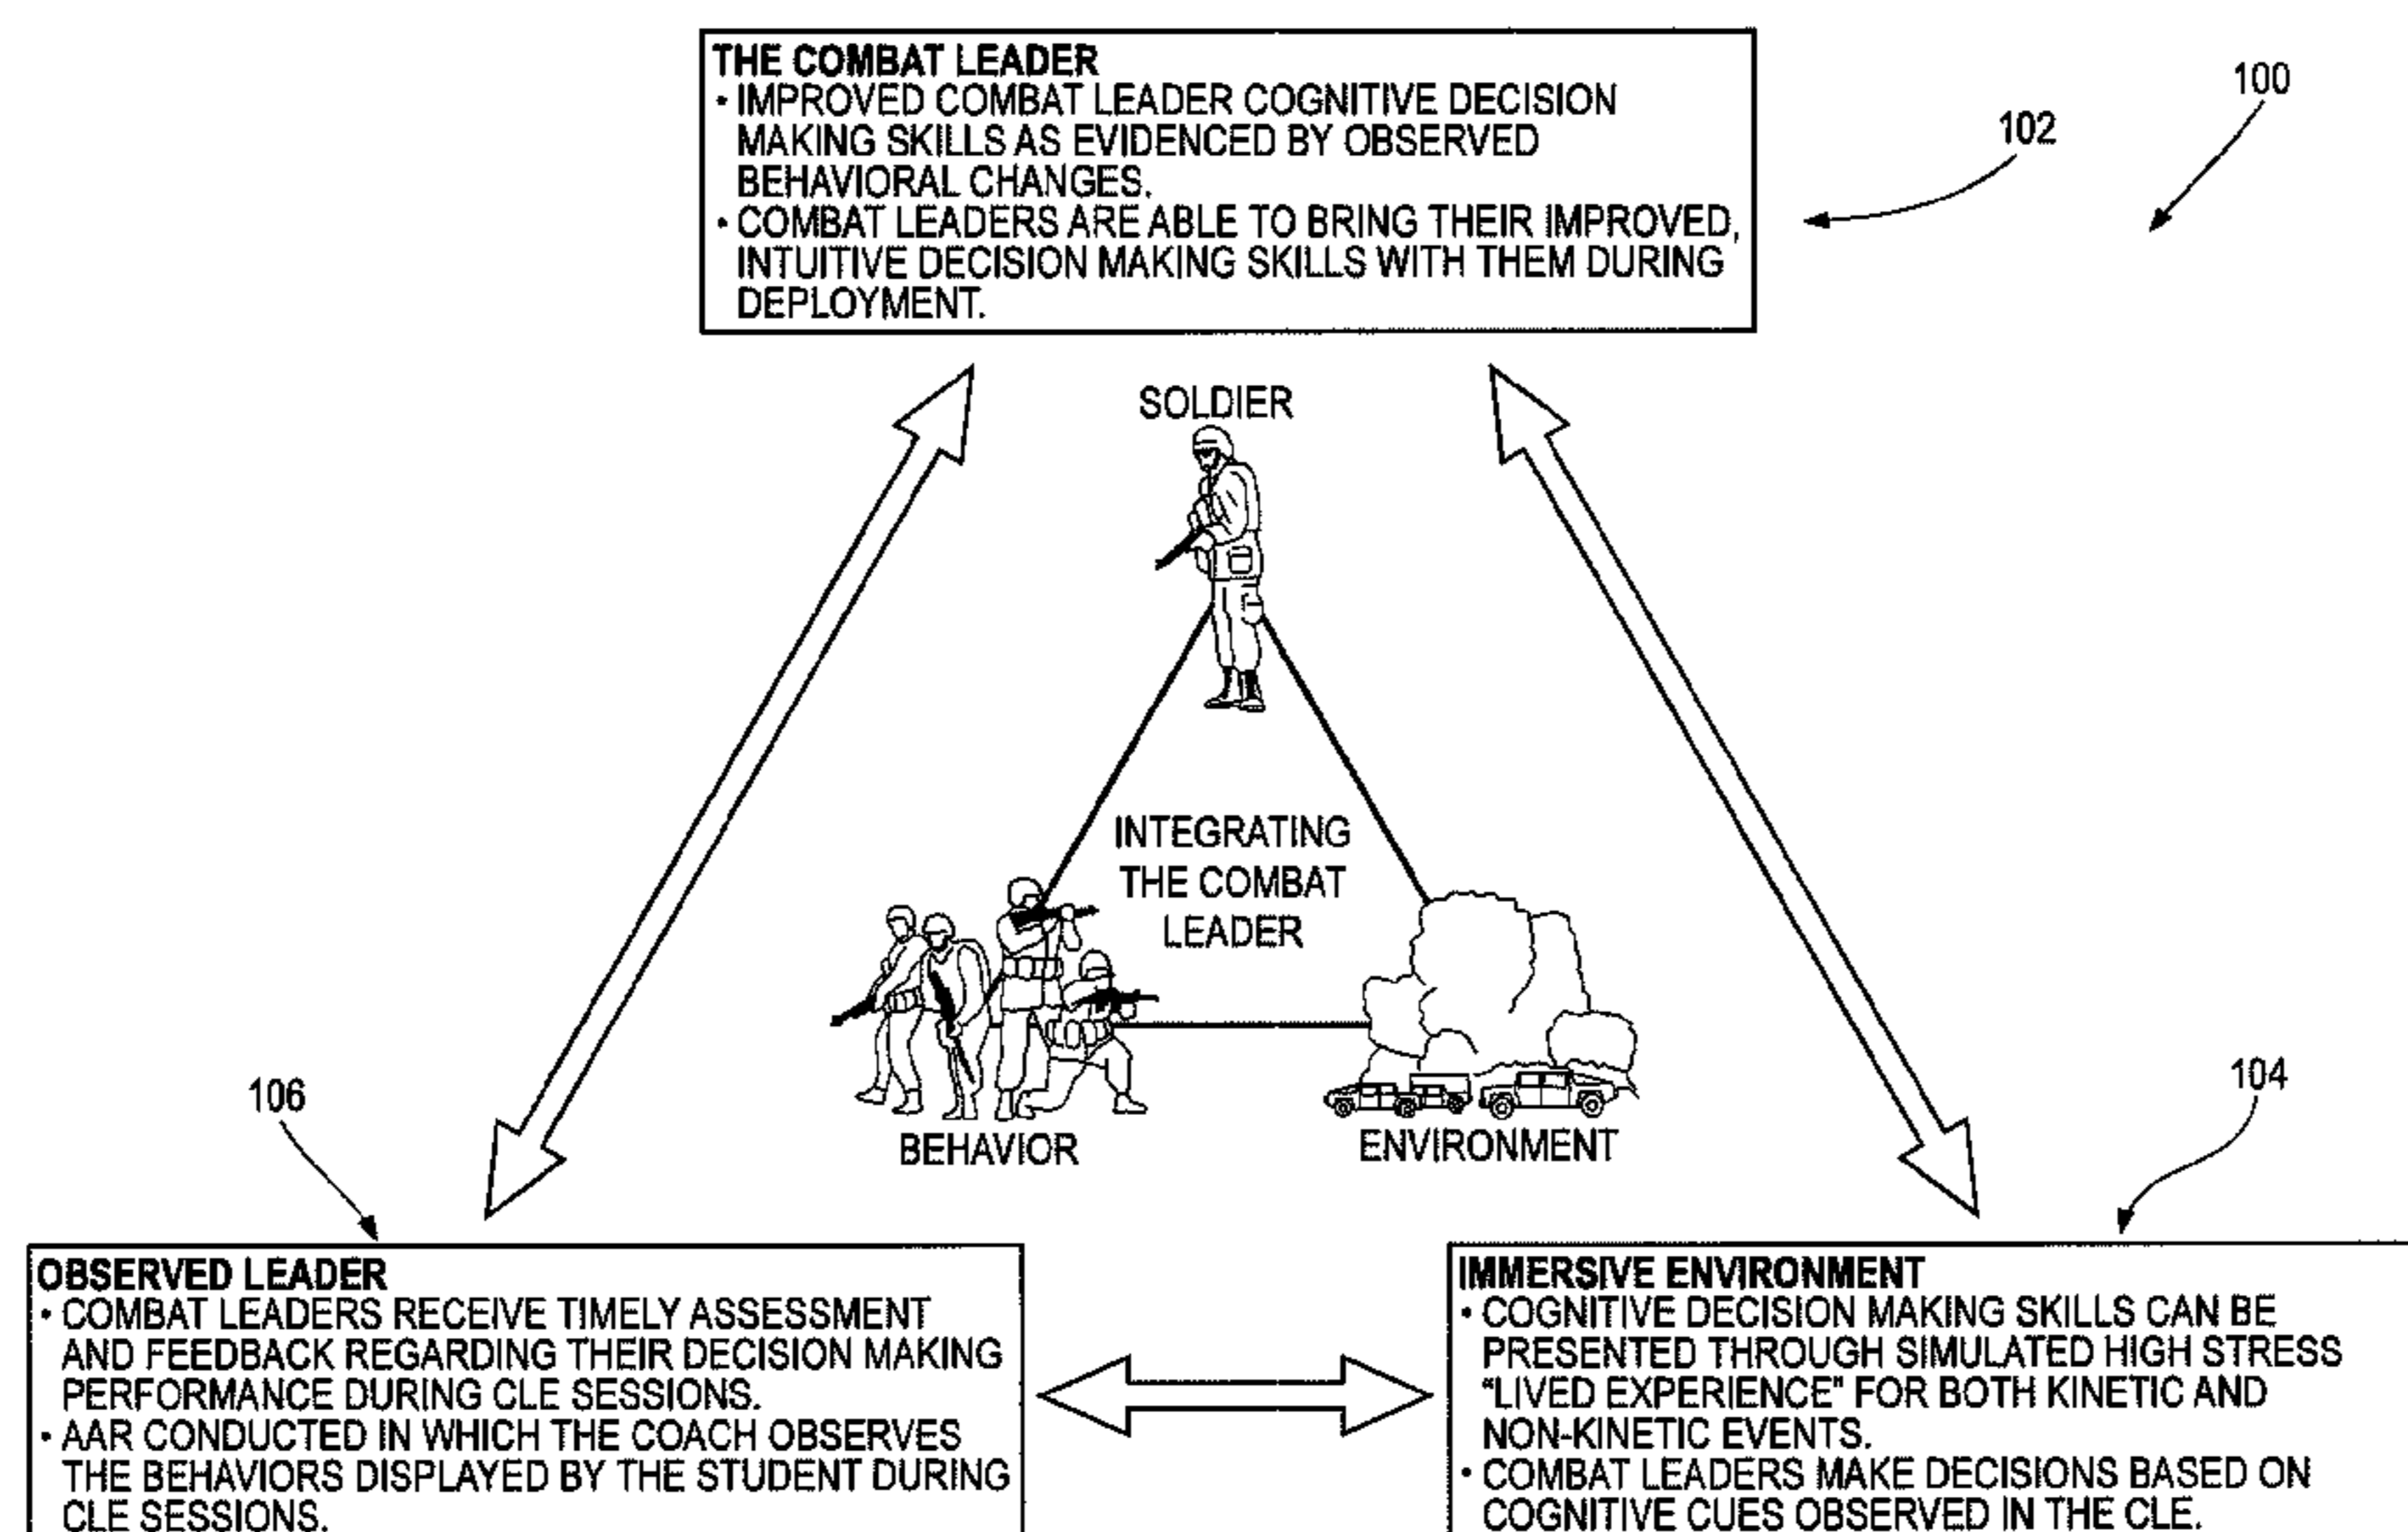 THE COMBAT LEADER
• IMPROVED COMBAT LEADER COGNITIVE DECISION
MAKING SKILLS AS EVIDENCED BY OBSERVED
BEHAVIORAL CHANGES.
• COMBAT LEADERS ARE ABLE TO BRING THEIR IMPROVED,
INTUITIVE DECISION MAKING SKILLS WITH THEM DURING
DEPLOYMENT.
102
100
SOLDIER
INTEGRATING
THE COMBAT
LEADER
BEHAVIOR
ENVIRONMENT
106
104
OBSERVED LEADER
• COMBAT LEADERS RECEIVE TIMELY ASSESSMENT
AND FEEDBACK REGARDING THEIR DECISION MAKING
PERFORMANCE DURING CLE SESSIONS.
• AAR CONDUCTED IN WHICH THE COACH OBSERVES
THE BEHAVIORS DISPLAYED BY THE STUDENT DURING
CLE SESSIONS.
IMMERSIVE ENVIRONMENT
• COGNITIVE DECISION MAKING SKILLS CAN BE
PRESENTED THROUGH SIMULATED HIGH STRESS
"LIVED EXPERIENCE" FOR BOTH KINETIC AND
NON-KINETIC EVENTS.
• COMBAT LEADERS MAKE DECISIONS BASED ON
COGNITIVE CUES OBSERVED IN THE CLE.